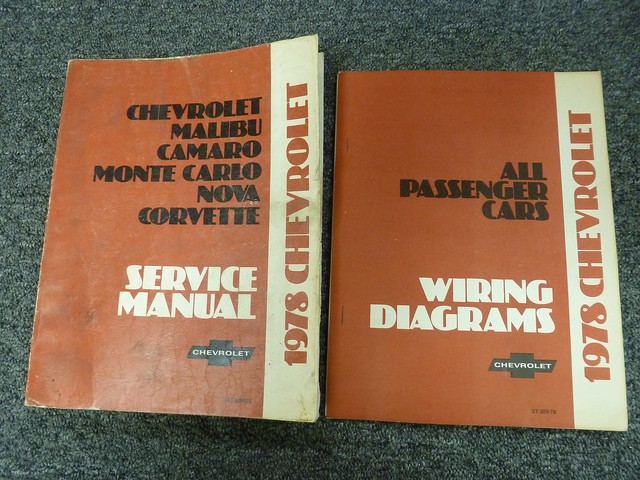 CHEVROLET
MALIBU
CAMARO
MONTE CARLO
NOVA
CORVETTE
SERVICE
MANUAL
CHEVROLET
1978 CHEVROLET
ALL
PASSENGER
CARS
WIRING
DIAGRAMS
CHEVROLET
1978 CHEVROLET